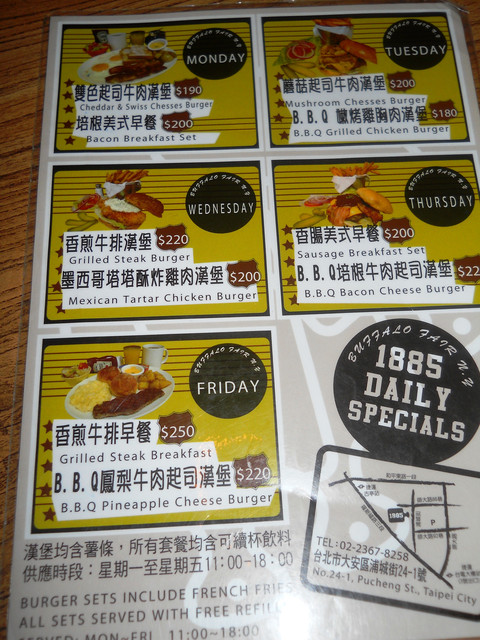 BUFFALO FAIR N.Y
MONDAY
雙色起司牛肉漢堡 $190
Cheddar & Swiss Chesses Burger
培根美式早餐 $200
Bacon Breakfast Set
BUFFALO FAIR N.Y
TUESDAY
蘑菇起司牛肉漢堡 $200
Mushroom Chesses Burger
B.B.Q 碳烤雞胸肉漢堡 $180
B.B.Q Grilled Chicken Burger
BUFFALO FAIR N.Y
WEDNESDAY
香煎牛排漢堡 $220
Grilled Steak Burger
墨西哥塔塔酥炸雞肉漢堡 $200
Mexican Tartar Chicken Burger
BUFFALO FAIR N.Y
THURSDAY
香腸美式早餐 $200
Sausage Breakfast Set
B.B.Q培根牛肉起司漢堡
B.B.Q Bacon Cheese Burger
BUFFALO FAIR N.Y
FRIDAY
香煎牛排早餐 $250
Grilled Steak Breakfast
B.B.Q鳳梨牛肉起司漢堡 $220
B.B.Q Pineapple Cheese Burger
BUFFALO FAIR N.Y
1885
DAILY
SPECIALS
1885
P
TEL:02-2367-8258
台北市大安區浦城街24-1號
No.24-1, Pucheng St., Taipei City
漢堡均含薯條，所有套餐均含可續杯飲料
供應時段：星期一至星期五11:00-18:00
BURGER SETS INCLUDE FRENCH FRIES
ALL SETS SERVED WITH FREE REFILL
SERVED: MON~FRI 11:00~18:00